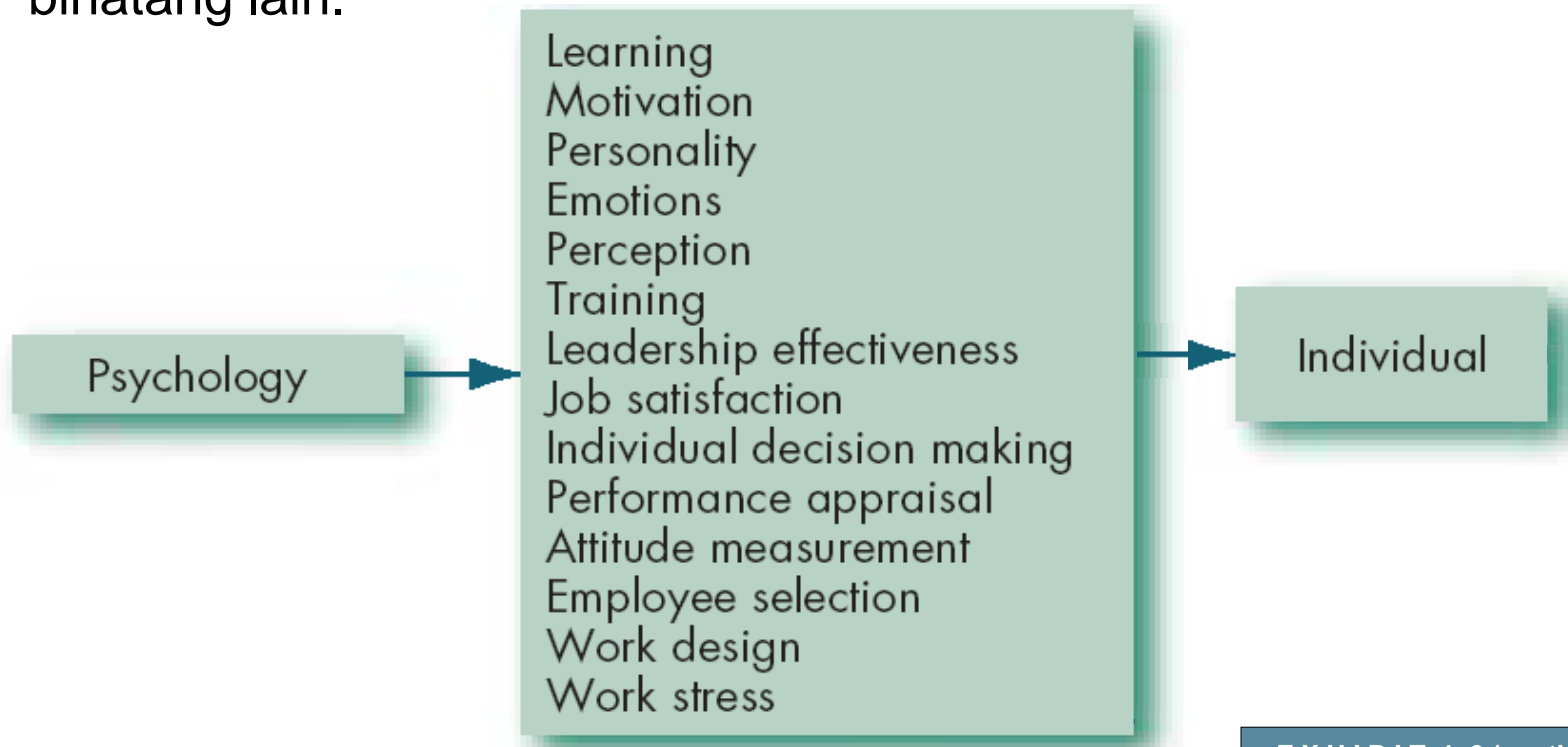 binatang lain.
Learning
Motivation
Personality
Emotions
Perception
Training
Leadership effectiveness
Job satisfaction
Individual decision making
Performance appraisal
Attitude measurement
Employee selection
Work design
Work stress
Psychology
Individual